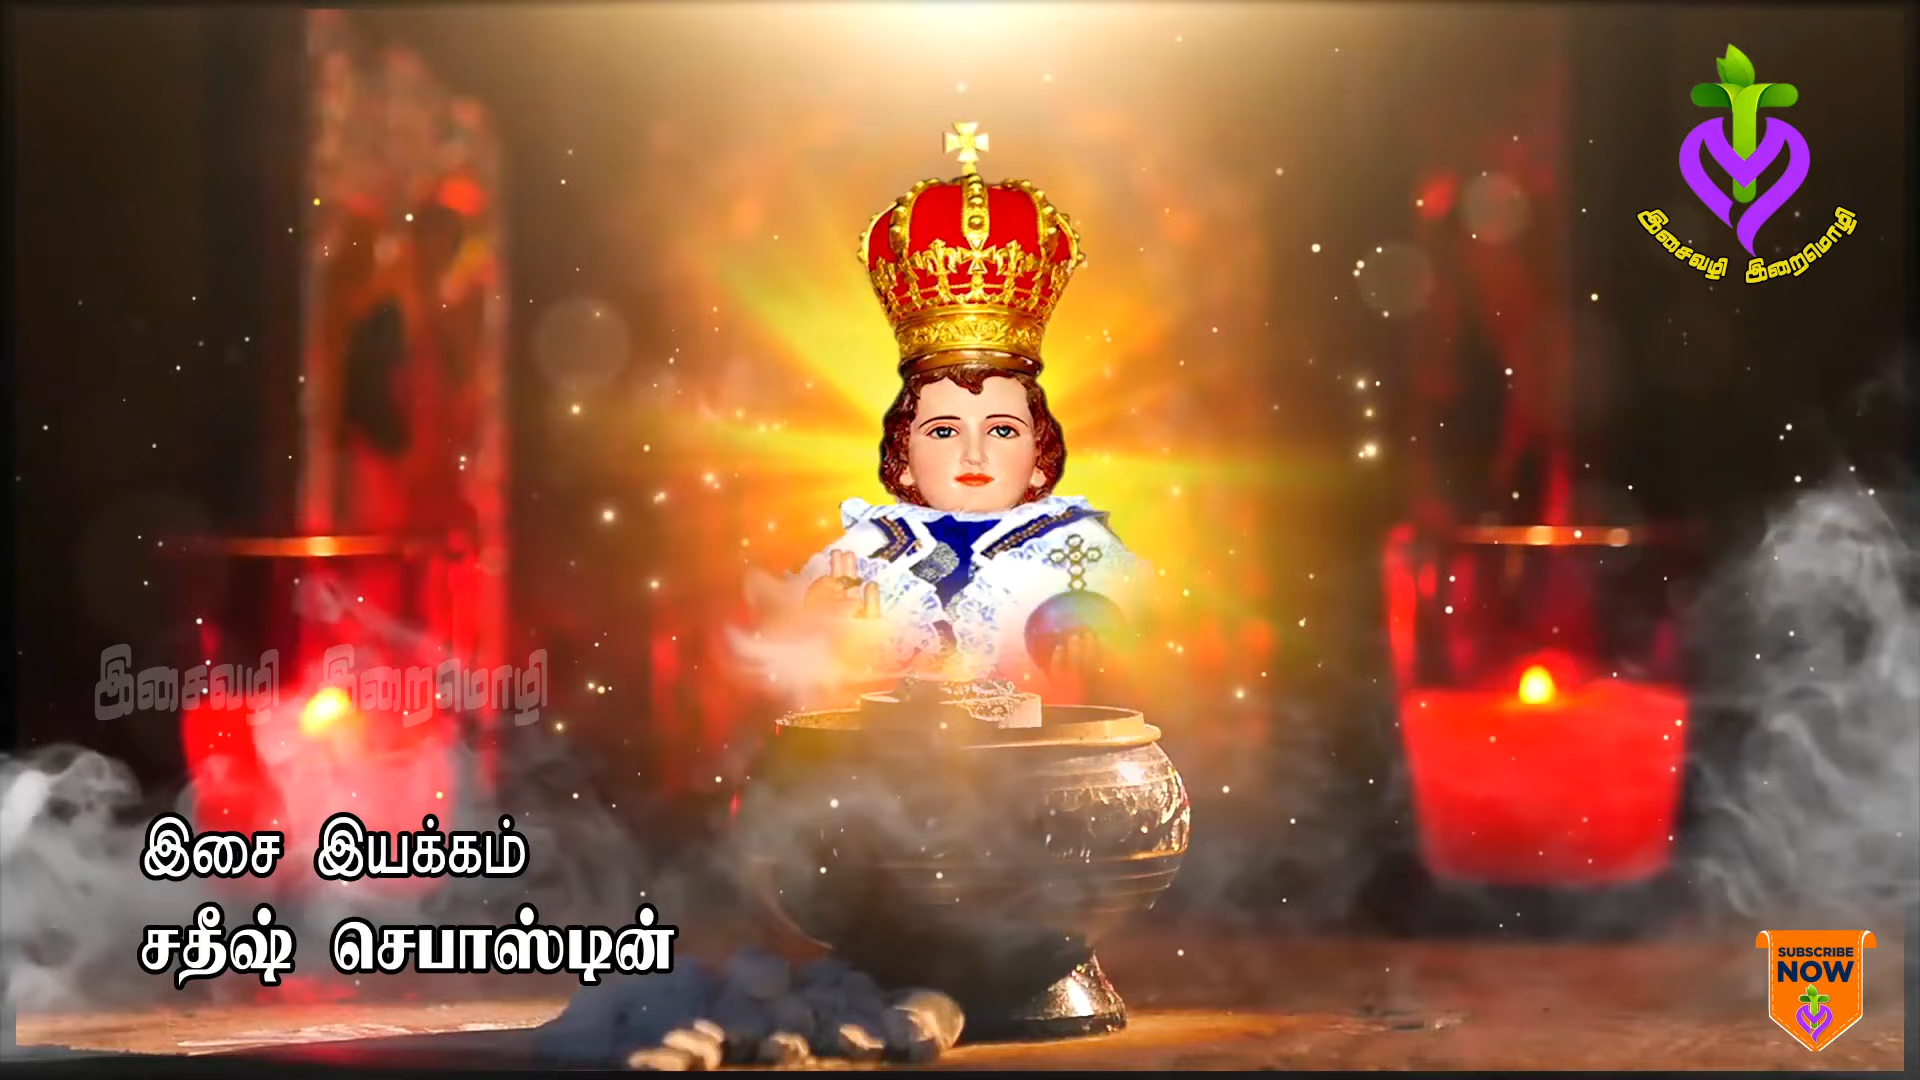 இசைவழி இறைமொழி
இசைவழி இறைமொழி
இசை இயக்கம்
சதீஷ் செபாஸ்டின்
SUBSCRIBE
NOW